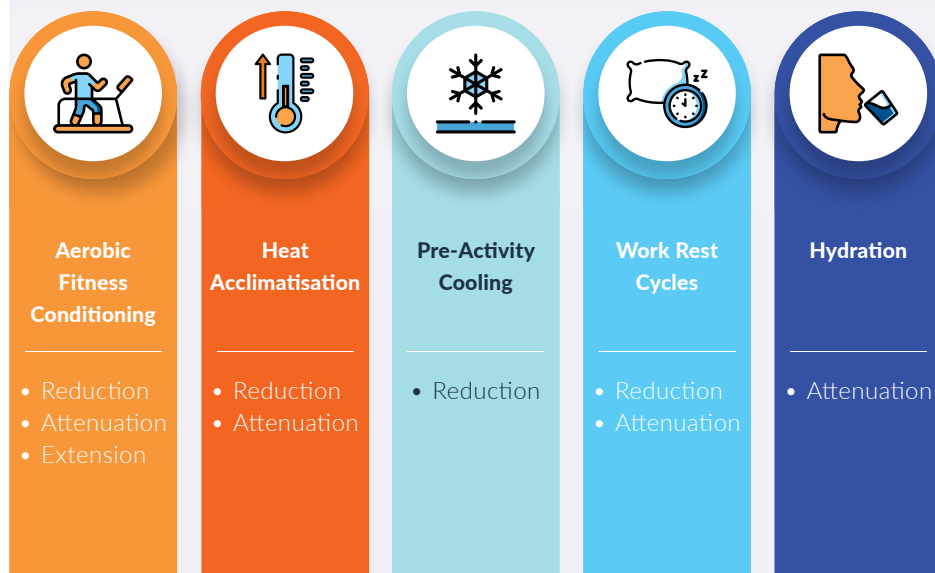 z z
Aerobic
Fitness
Conditioning
• Reduction
• Attenuation
• Extension
Heat
Acclimatisation
• Reduction
• Attenuation
Pre-Activity
Cooling
• Reduction
Work Rest
Cycles
• Reduction
• Attenuation
Hydration
• Attenuation